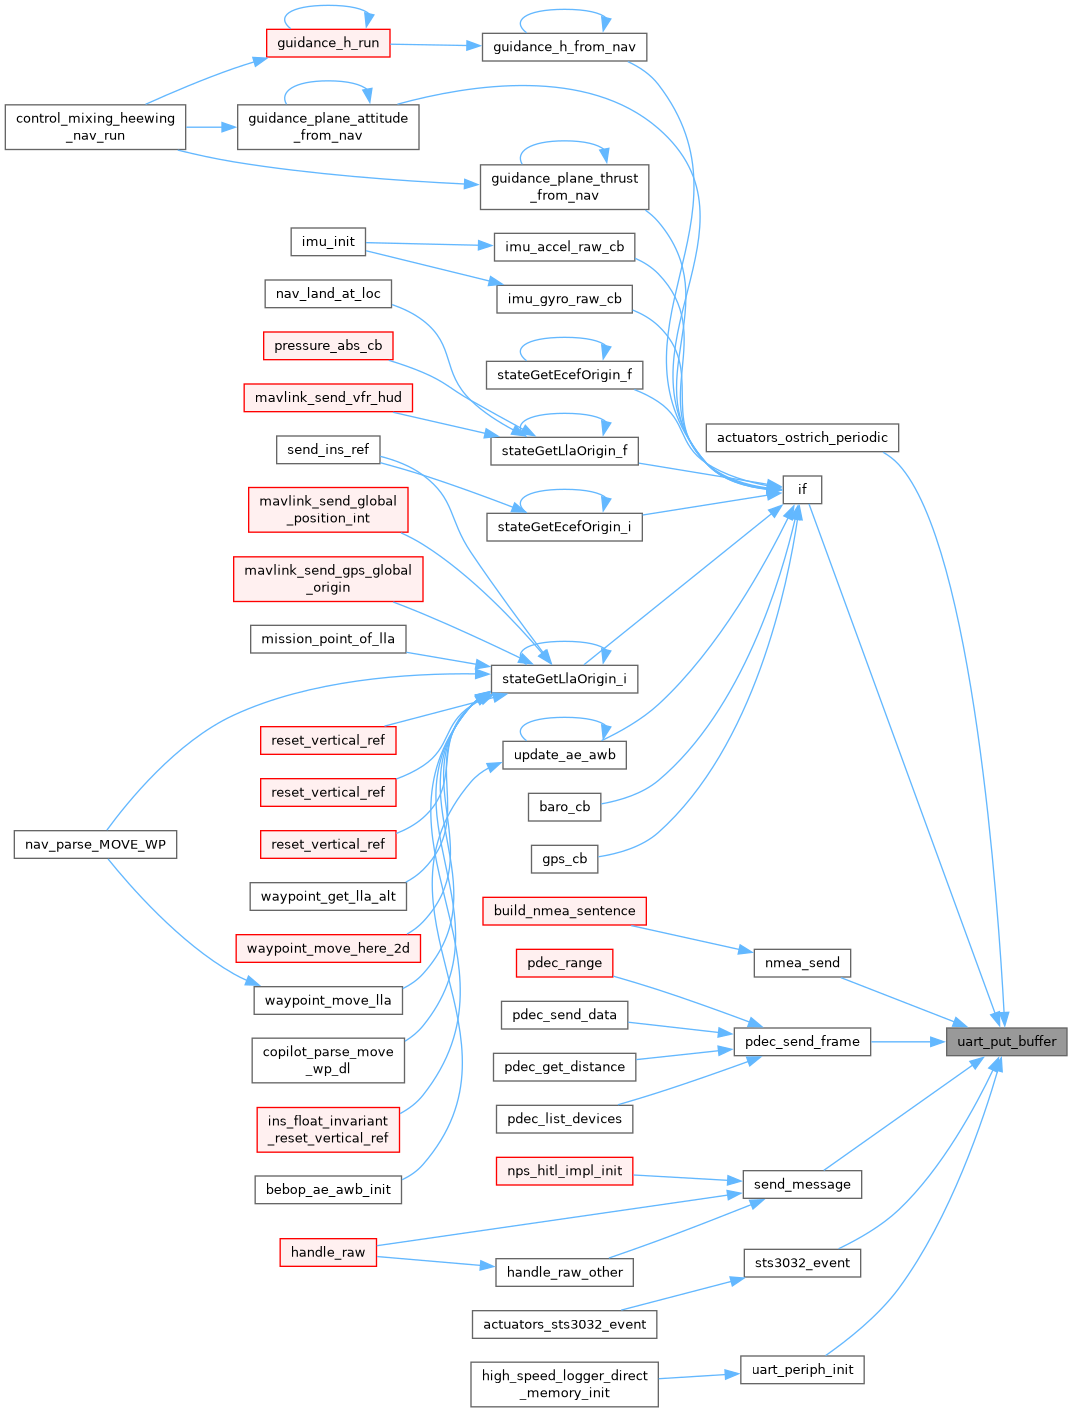 guidance_h_run
guidance_h_from_nav
control_mixing_heewing
_nav_run
guidance_plane_attitude
_from_nav
guidance_plane_thrust
_from_nav
imu_init
imu_accel_raw_cb
nav_land_at_loc
imu_gyro_raw_cb
pressure_abs_cb
stateGetEcefOrigin_f
mavlink_send_vfr_hud
actuators_ostrich_periodic
send_ins_ref
stateGetLlaOrigin_f
if
mavlink_send_global
_position_int
stateGetEcefOrigin_i
mavlink_send_gps_global
_origin
mission_point_of_lla
stateGetLlaOrigin_i
reset_vertical_ref
update_ae_awb
reset_vertical_ref
baro_cb
reset_vertical_ref
nav_parse_MOVE_WP
gps_cb
waypoint_get_lla_alt
build_nmea_sentence
waypoint_move_here_2d
pdec_range
nmea_send
waypoint_move_lla
pdec_send_data
pdec_send_frame
uart_put_buffer
copilot_parse_move
_wp_dl
pdec_get_distance
pdec_list_devices
ins_float_invariant
_reset_vertical_ref
nps_hitl_impl_init
send_message
bebop_ae_awb_init
handle_raw
handle_raw_other
sts3032_event
actuators_sts3032_event
uart_periph_init
high_speed_logger_direct
_memory_init